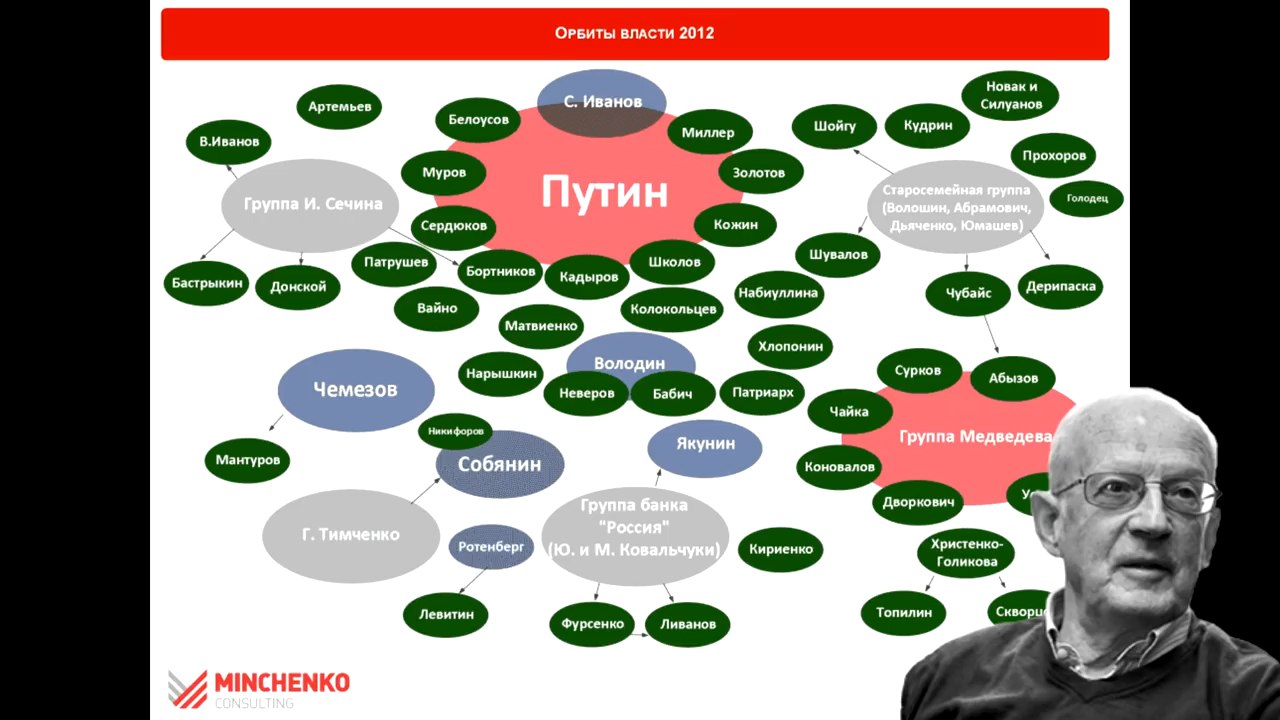 Орбиты власти 2012
С. Иванов
Новак и
Силуанов
Артемьев
Белоусов
Миллер
Шойгу
Кудрин
В.Иванов
Прохоров
Муров
Золотов
Путин
Голодец
Группа И. Сечина
Старосемейная группа
(Волошин, Абрамович,
Дьяченко, Юмашев)
Сердюков
Кожин
Патрушев
Бортников
Кадыров
Школов
Шувалов
Бастрыкин
Донской
Набиуллина
Чубайс
Дерипаска
Вайно
Колокольцев
Матвиенко
Хлопонин
Володин
Нарышкин
Сурков
Абызов
Чемезов
Неверов
Бабич
Патриарх
Чайка
Никифоров
Якунин
Группа Медведева
Мантуров
Собянин
Коновалов
Дворкович
Группа банка
"Россия"
(Ю. и М. Ковальчуки)
Г. Тимченко
Ротенберг
Кириенко
Христенко-
Голикова
Левитин
Фурсенко
Ливанов
Топилин
MINCHENKO
CONSULTING